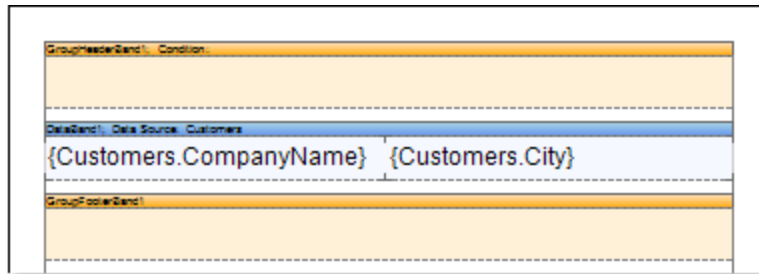 GroupHeaderBand1; Condition:
DataBand1; Data Source: Customers
{Customers.CompanyName} {Customers.City}
GroupFooterBand1